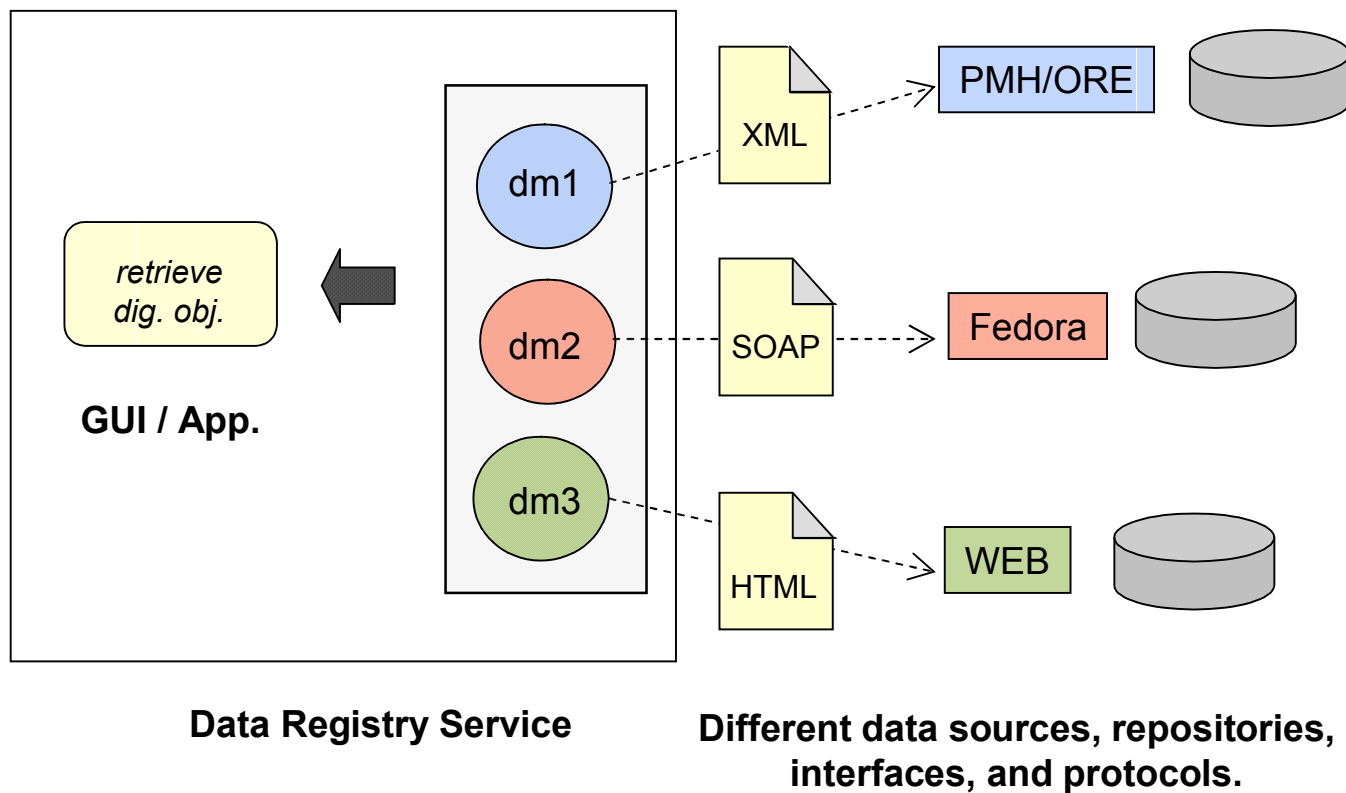 XML
PMH/ORE
dm1
retrieve
dig. obj.
GUI / App.
dm2
SOAP
Fedora
dm3
HTML
WEB
Data Registry Service
Different data sources, repositories,
interfaces, and protocols.